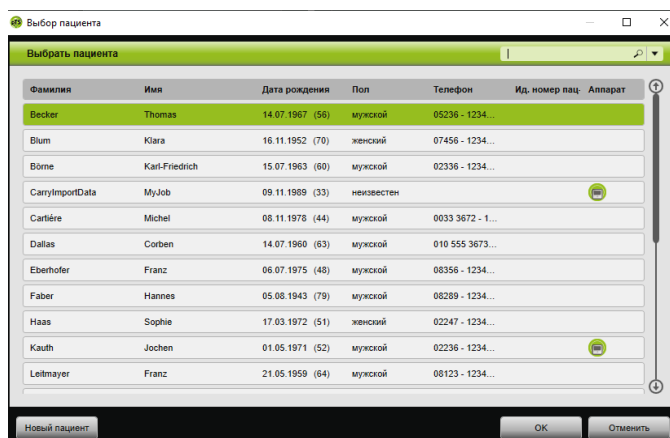 Выбор пациента
Выбрать пациента
Фамилия Имя Дата рождения Пол Телефон Ид. номер пац- Аппарат
Becker Thomas 14.07.1967 (56) мужской 05236 - 1234...
Blum Klara 16.11.1952 (70) женский 07456 - 1234...
Börne Karl-Friedrich 15.07.1963 (60) мужской 02336 - 1234...
CarryImportData MyJob 09.11.1989 (33) неизвестен
Cartiére Michel 08.11.1978 (44) мужской 0033 3672 - 1...
Dallas Corben 14.07.1960 (63) мужской 010 555 3673...
Eberhofer Franz 06.07.1975 (48) мужской 08356 - 1234...
Faber Hannes 05.08.1943 (79) мужской 08289 - 1234...
Haas Sophie 17.03.1972 (51) женский 02247 - 1234...
Kauth Jochen 01.05.1971 (52) мужской 02236 - 1234...
Leitmayer Franz 21.05.1959 (64) мужской 08123 - 1234...
Новый пациент OK Отменить